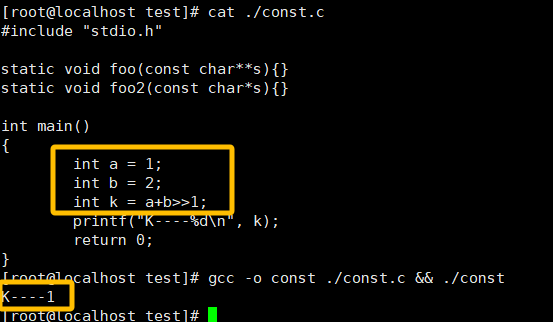 [root@localhost test]# cat ./const.c
#include "stdio.h"
static void foo(const char**s){}
static void foo2(const char*s){}
int main()
{
int a = 1;
int b = 2;
int k = a+b>>1;
printf("K----%d\n", k);
return 0;
}
[root@localhost test]# gcc -o const ./const.c && ./const
K----1
[root@localhost test]#